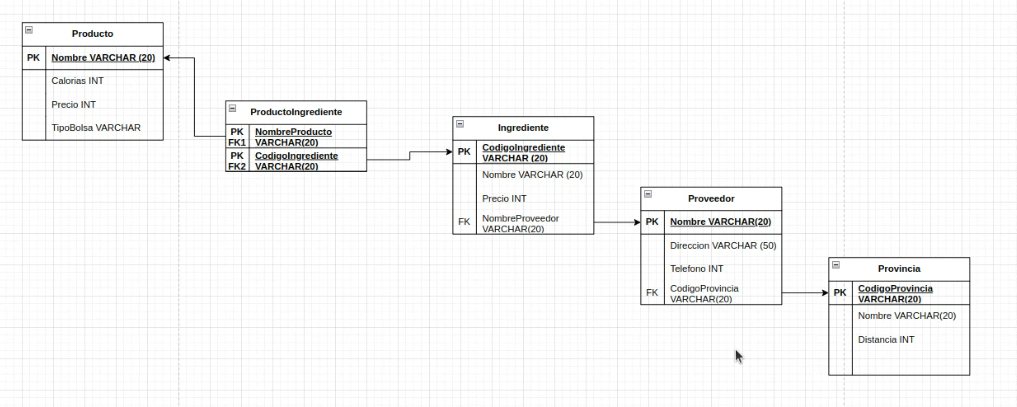 Producto
PK Nombre VARCHAR (20)
Calorias INT
Precio INT
TipoBolsa VARCHAR
ProductoIngrediente
PK NombreProducto
FK1 VARCHAR(20)
PK CodigoIngrediente
FK2 VARCHAR(20)
Ingrediente
PK CodigoIngrediente
VARCHAR (20)
Nombre VARCHAR (20)
Precio INT
FK NombreProveedor
VARCHAR(20)
Proveedor
PK Nombre VARCHAR(20)
Direccion VARCHAR (50)
Telefono INT
FK CodigoProvincia
VARCHAR(20)
Provincia
PK CodigoProvincia
VARCHAR(20)
Nombre VARCHAR(20)
Distancia INT